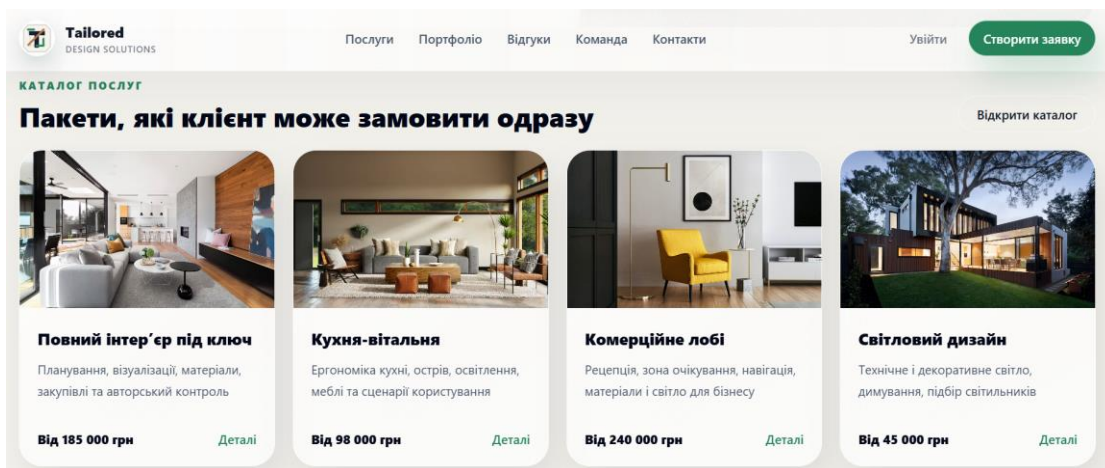 Tailored
DESIGN SOLUTIONS
Послуги Портфоліо Відгуки Команда Контакти
Увійти
Створити заявку
КАТАЛОГ ПОСЛУГ
Пакети, які клієнт може замовити одразу
Відкрити каталог
Повний інтер’єр під ключ
Планування, візуалізації, матеріали,
закупівлі та авторський контроль
Від 185 000 грн
Деталі
Кухня-вітальня
Ергономіка кухні, острів, освітлення,
меблі та сценарії користування
Від 98 000 грн
Деталі
Комерційне лобі
Рецепція, зона очікування, навігація,
матеріали і світло для бізнесу
Від 240 000 грн
Деталі
Світловий дизайн
Технічне і декоративне світло,
димування, підбір світильників
Від 45 000 грн
Деталі